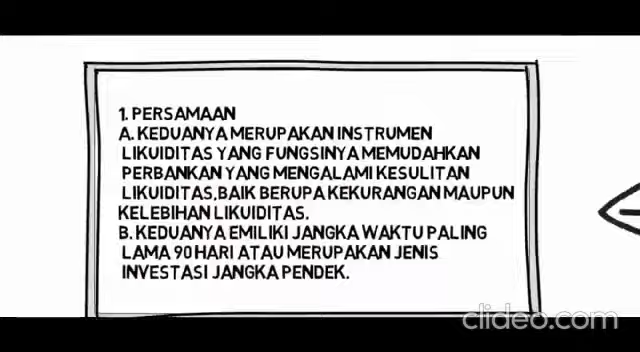 1. PERSAMAAN
A. KEDUANYA MERUPAKAN INSTRUMEN
LIKUIDITAS YANG FUNGSINYA MEMUDAHKAN
PERBANKAN YANG MENGALAMI KESULITAN
LIKUIDITAS,BAIK BERUPA KEKURANGAN MAUPUN
KELEBIHAN LIKUIDITAS.
B. KEDUANYA EMILIKI JANGKA WAKTU PALING
LAMA 90 HARI ATAU MERUPAKAN JENIS
INVESTASI JANGKA PENDEK.
clideo.com